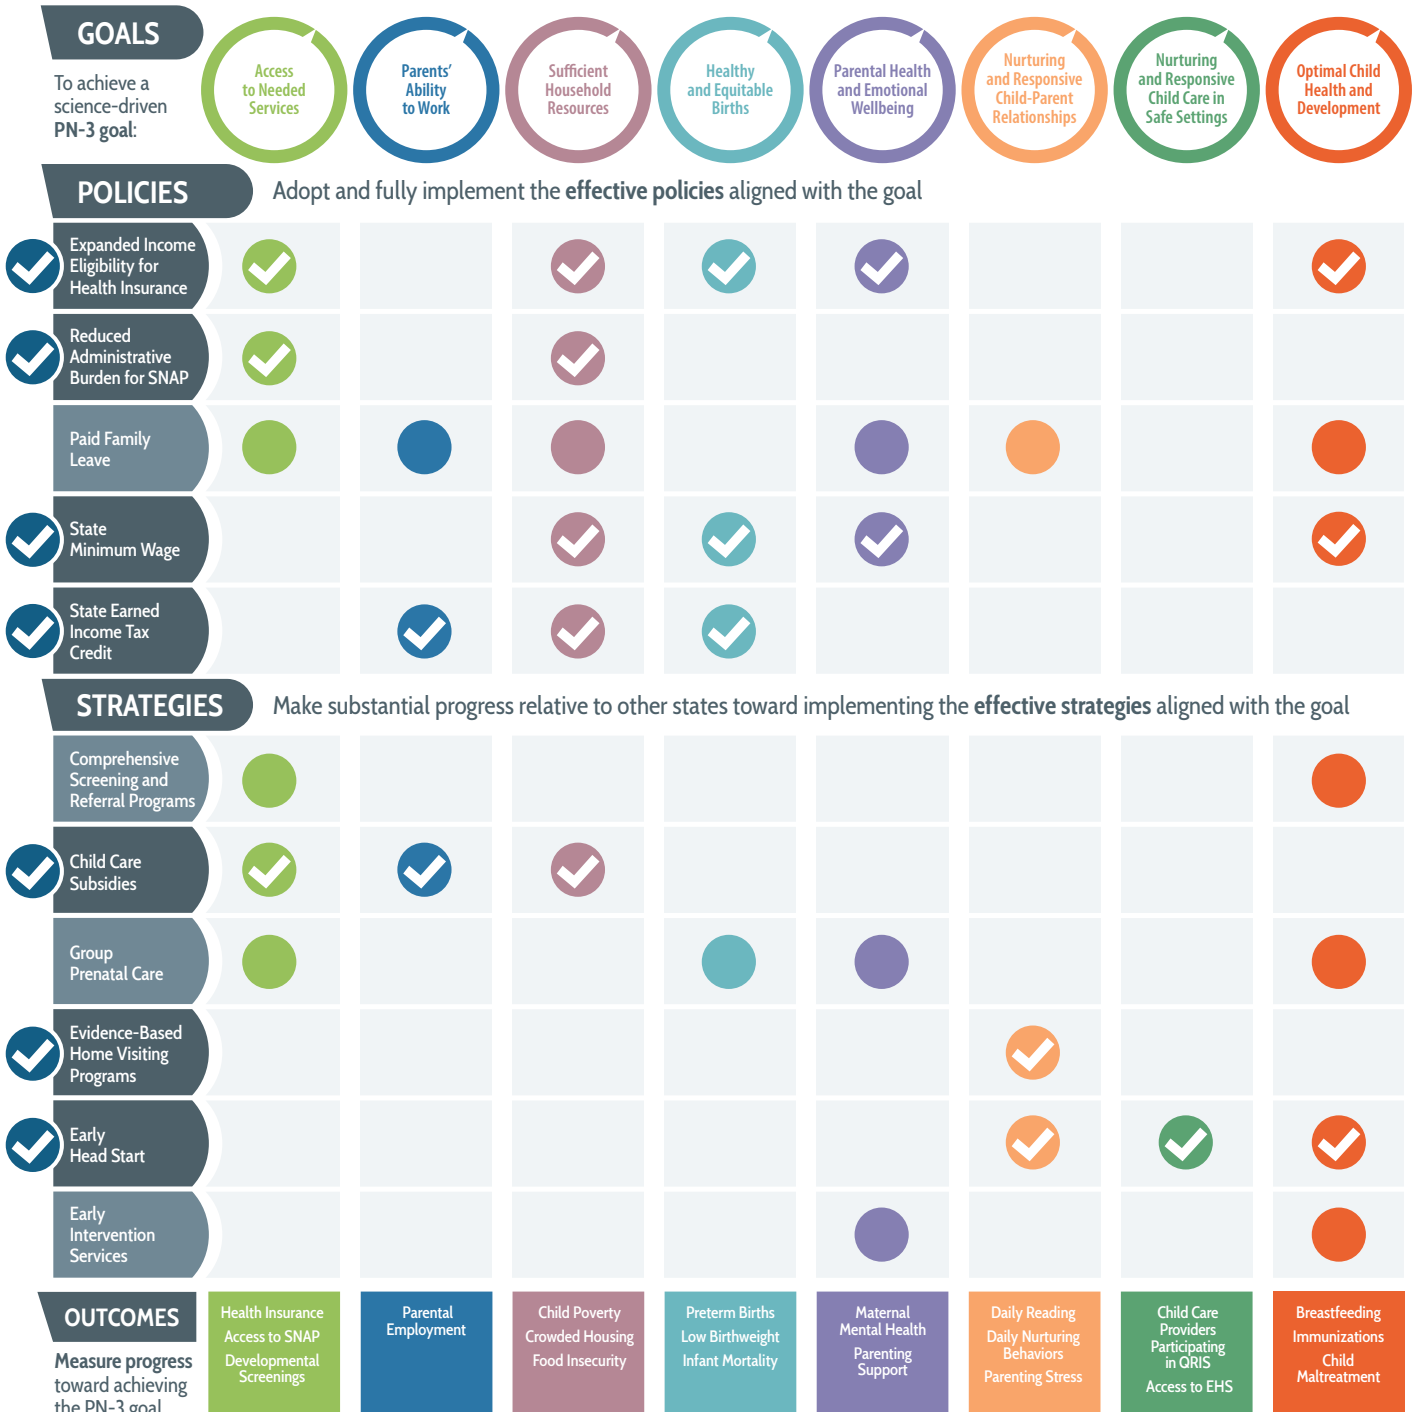 GOALS
To achieve a
science-driven
PN-3 goal:
Access
to Needed
Services
Parents'
Ability
to Work
Sufficient
Household
Resources
Healthy
and Equitable
Births
Parental Health
and Emotional
Wellbeing
Nurturing
and Responsive
Child-Parent
Relationships
Nurturing
and Responsive
Child Care in
Safe Settings
Optimal Child
Health and
Development
POLICIES
Adopt and fully implement the effective policies aligned with the goal
Expanded Income
Eligibility for
Health Insurance
Reduced
Administrative
Burden for SNAP
Paid Family
Leave
State
Minimum Wage
State Earned
Income Tax
Credit
STRATEGIES
Make substantial progress relative to other states toward implementing the effective strategies aligned with the goal
Comprehensive
Screening and
Referral Programs
Child Care
Subsidies
Group
Prenatal Care
Evidence-Based
Home Visiting
Programs
Early
Head Start
Early
Intervention
Services
OUTCOMES
Measure progress
toward achieving
the PN-3 goal
Health Insurance
Access to SNAP
Developmental
Screenings
Parental
Employment
Child Poverty
Crowded Housing
Food Insecurity
Preterm Births
Low Birthweight
Infant Mortality
Maternal
Mental Health
Parenting
Support
Daily Reading
Daily Nurturing
Behaviors
Parenting Stress
Child Care
Providers
Participating
in QRIS
Access to EHS
Breastfeeding
Immunizations
Child
Maltreatment